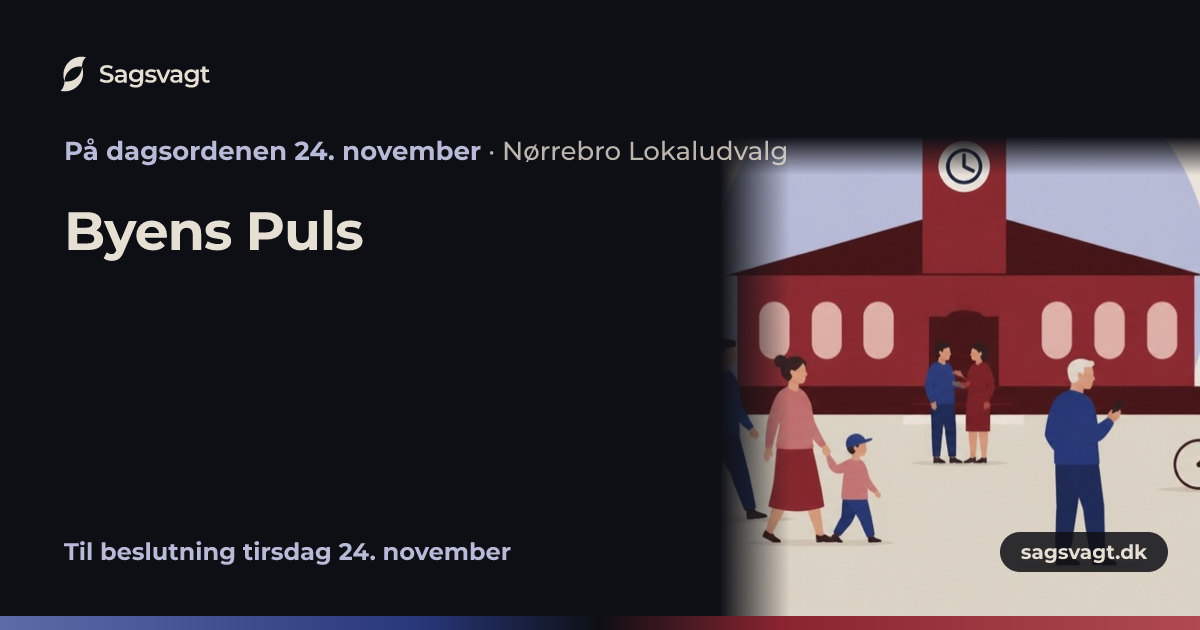 Sagsvagt
På dagsordenen 24. november · Nørrebro Lokaludvalg
Byens Puls
Til beslutning tirsdag 24. november
sagsvagt.dk